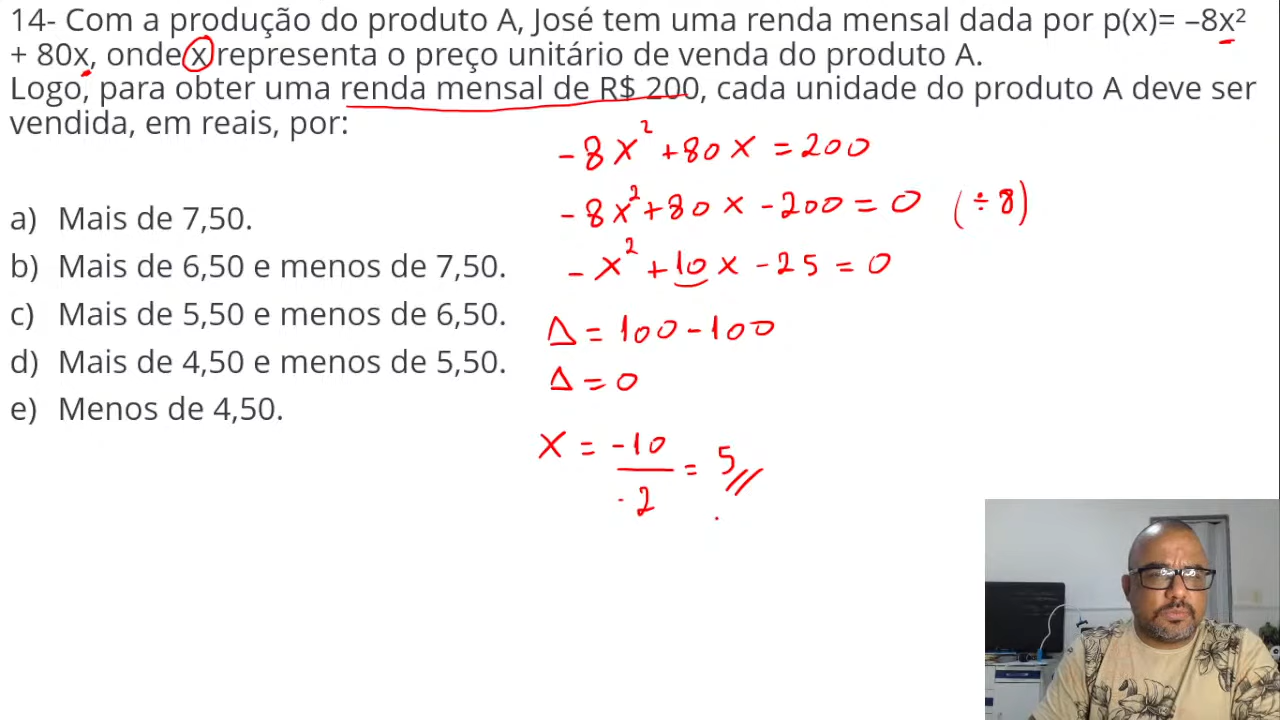 14- Com a produção do produto A, José tem uma renda mensal dada por p(x)= –8x²
+ 80x, onde x representa o preço unitário de venda do produto A.
Logo, para obter uma renda mensal de R$ 200, cada unidade do produto A deve ser
vendida, em reais, por:
-8x² +80x = 200
-8x² +80x -200 = 0 (÷8)
a) Mais de 7,50.
b) Mais de 6,50 e menos de 7,50.
-x² +10x -25 = 0
c) Mais de 5,50 e menos de 6,50.
Δ = 100 - 100
d) Mais de 4,50 e menos de 5,50.
Δ = 0
e) Menos de 4,50.
x = -10/-2 = 5//